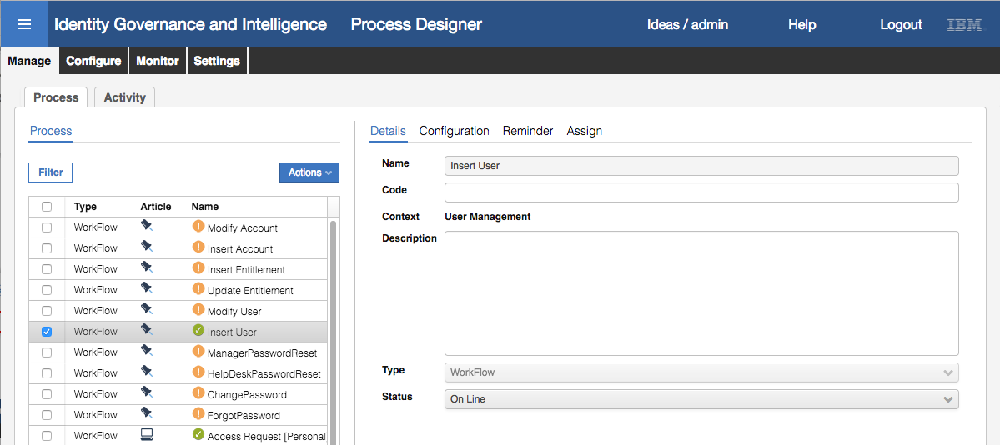 Identity Governance and Intelligence Process Designer Ideas / admin Help Logout IBM
Manage Configure Monitor Settings
Process Activity
Process
Filter Actions
Type Article Name
WorkFlow Modify Account
WorkFlow Insert Account
WorkFlow Insert Entitlement
WorkFlow Update Entitlement
WorkFlow Modify User
WorkFlow Insert User
WorkFlow ManagerPasswordReset
WorkFlow HelpDeskPasswordReset
WorkFlow ChangePassword
WorkFlow ForgotPassword
WorkFlow Access Request [Personal
Details Configuration Reminder Assign
Name Insert User
Code
Context User Management
Description
Type WorkFlow
Status On Line